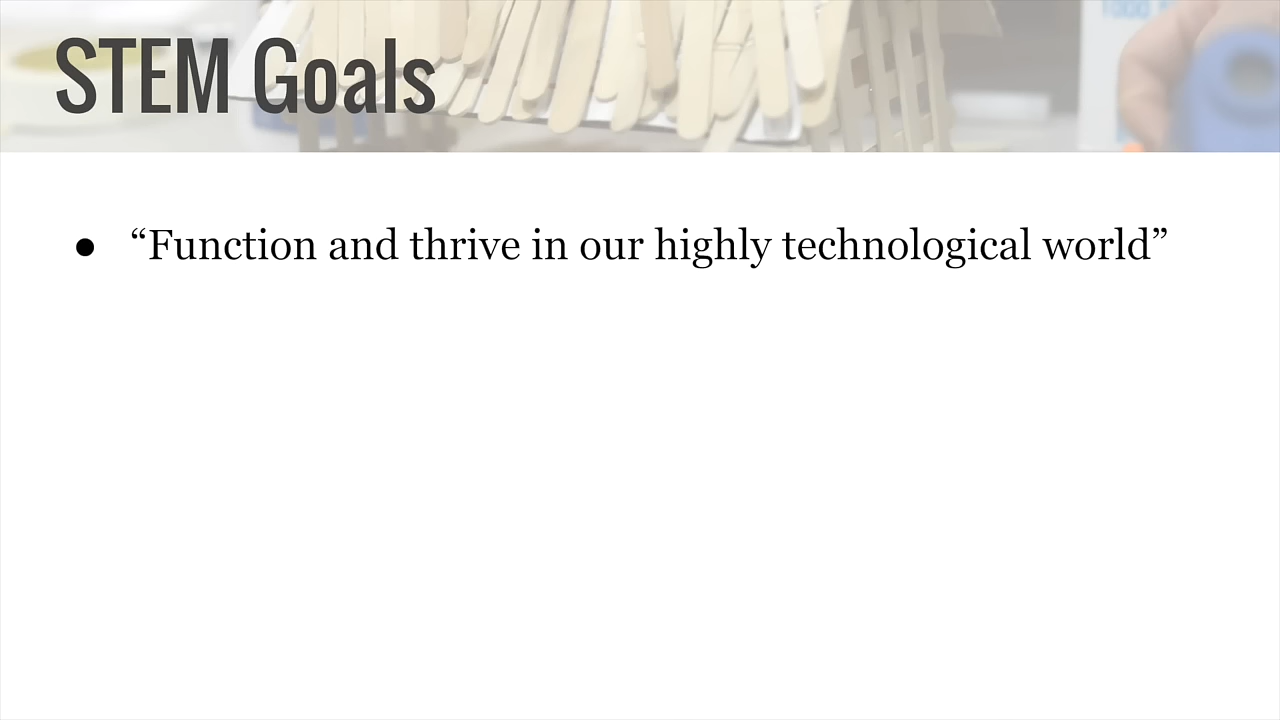 STEM Goals
● “Function and thrive in our highly technological world”